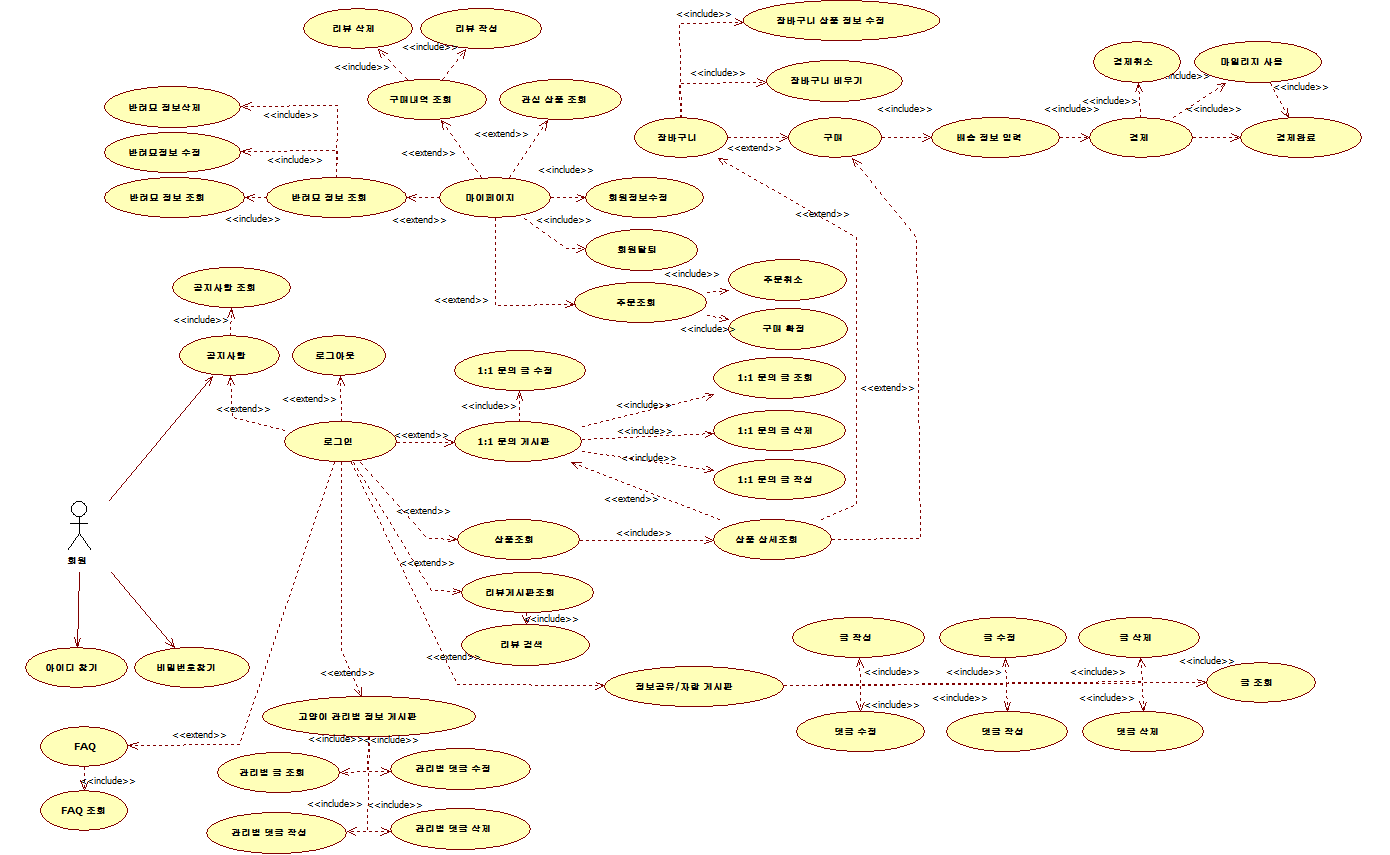 리뷰 삭제
리뷰 작성
<<include>>
<<include>>
구매내역 조회
관심 상품 조회
<<extend>>
<<extend>>
반려묘 정보삭제
<<include>>
반려묘정보 수정
<<include>>
반려묘 정보 조회
<<include>>
반려묘 정보 조회
<<extend>>
마이페이지
<<include>>
회원정보수정
<<include>>
회원탈퇴
<<extend>>
주문조회
<<include>>
주문취소
<<include>>
구매 확정
<<include>>
장바구니 상품 정보 수정
<<include>>
장바구니 비우기
장바구니
<<extend>>
구매
<<include>>
배송 정보 입력
<<include>>
결제
<<include>>
결제취소
<<include>>
마일리지 사용
<<include>>
<<include>>
결제완료
<<extend>>
<<extend>>
공지사항 조회
<<include>>
공지사항
로그아웃
<<extend>>
<<extend>>
로그인
<<extend>>
1:1 문의 글 수정
<<include>>
1:1 문의 게시판
<<include>>
1:1 문의 글 조회
<<include>>
1:1 문의 글 삭제
<<include>>
1:1 문의 글 작성
<<extend>>
<<extend>>
상품조회
<<include>>
상품 상세조회
<<extend>>
리뷰게시판조회
<<include>>
리뷰 검색
<<extend>>
정보공유/자랑 게시판
회원
아이디 찾기
비밀번호찾기
<<extend>>
고양이 관리법 정보 게시판
<<include>>
<<include>>
관리법 글 조회
관리법 댓글 수정
<<include>>
<<include>>
관리법 댓글 작성
관리법 댓글 삭제
<<extend>>
FAQ
<<include>>
FAQ 조회
글 작성
글 수정
글 삭제
<<include>>
<<include>>
<<include>>
<<include>>
글 조회
<<include>>
<<include>>
<<include>>
댓글 수정
댓글 작성
댓글 삭제